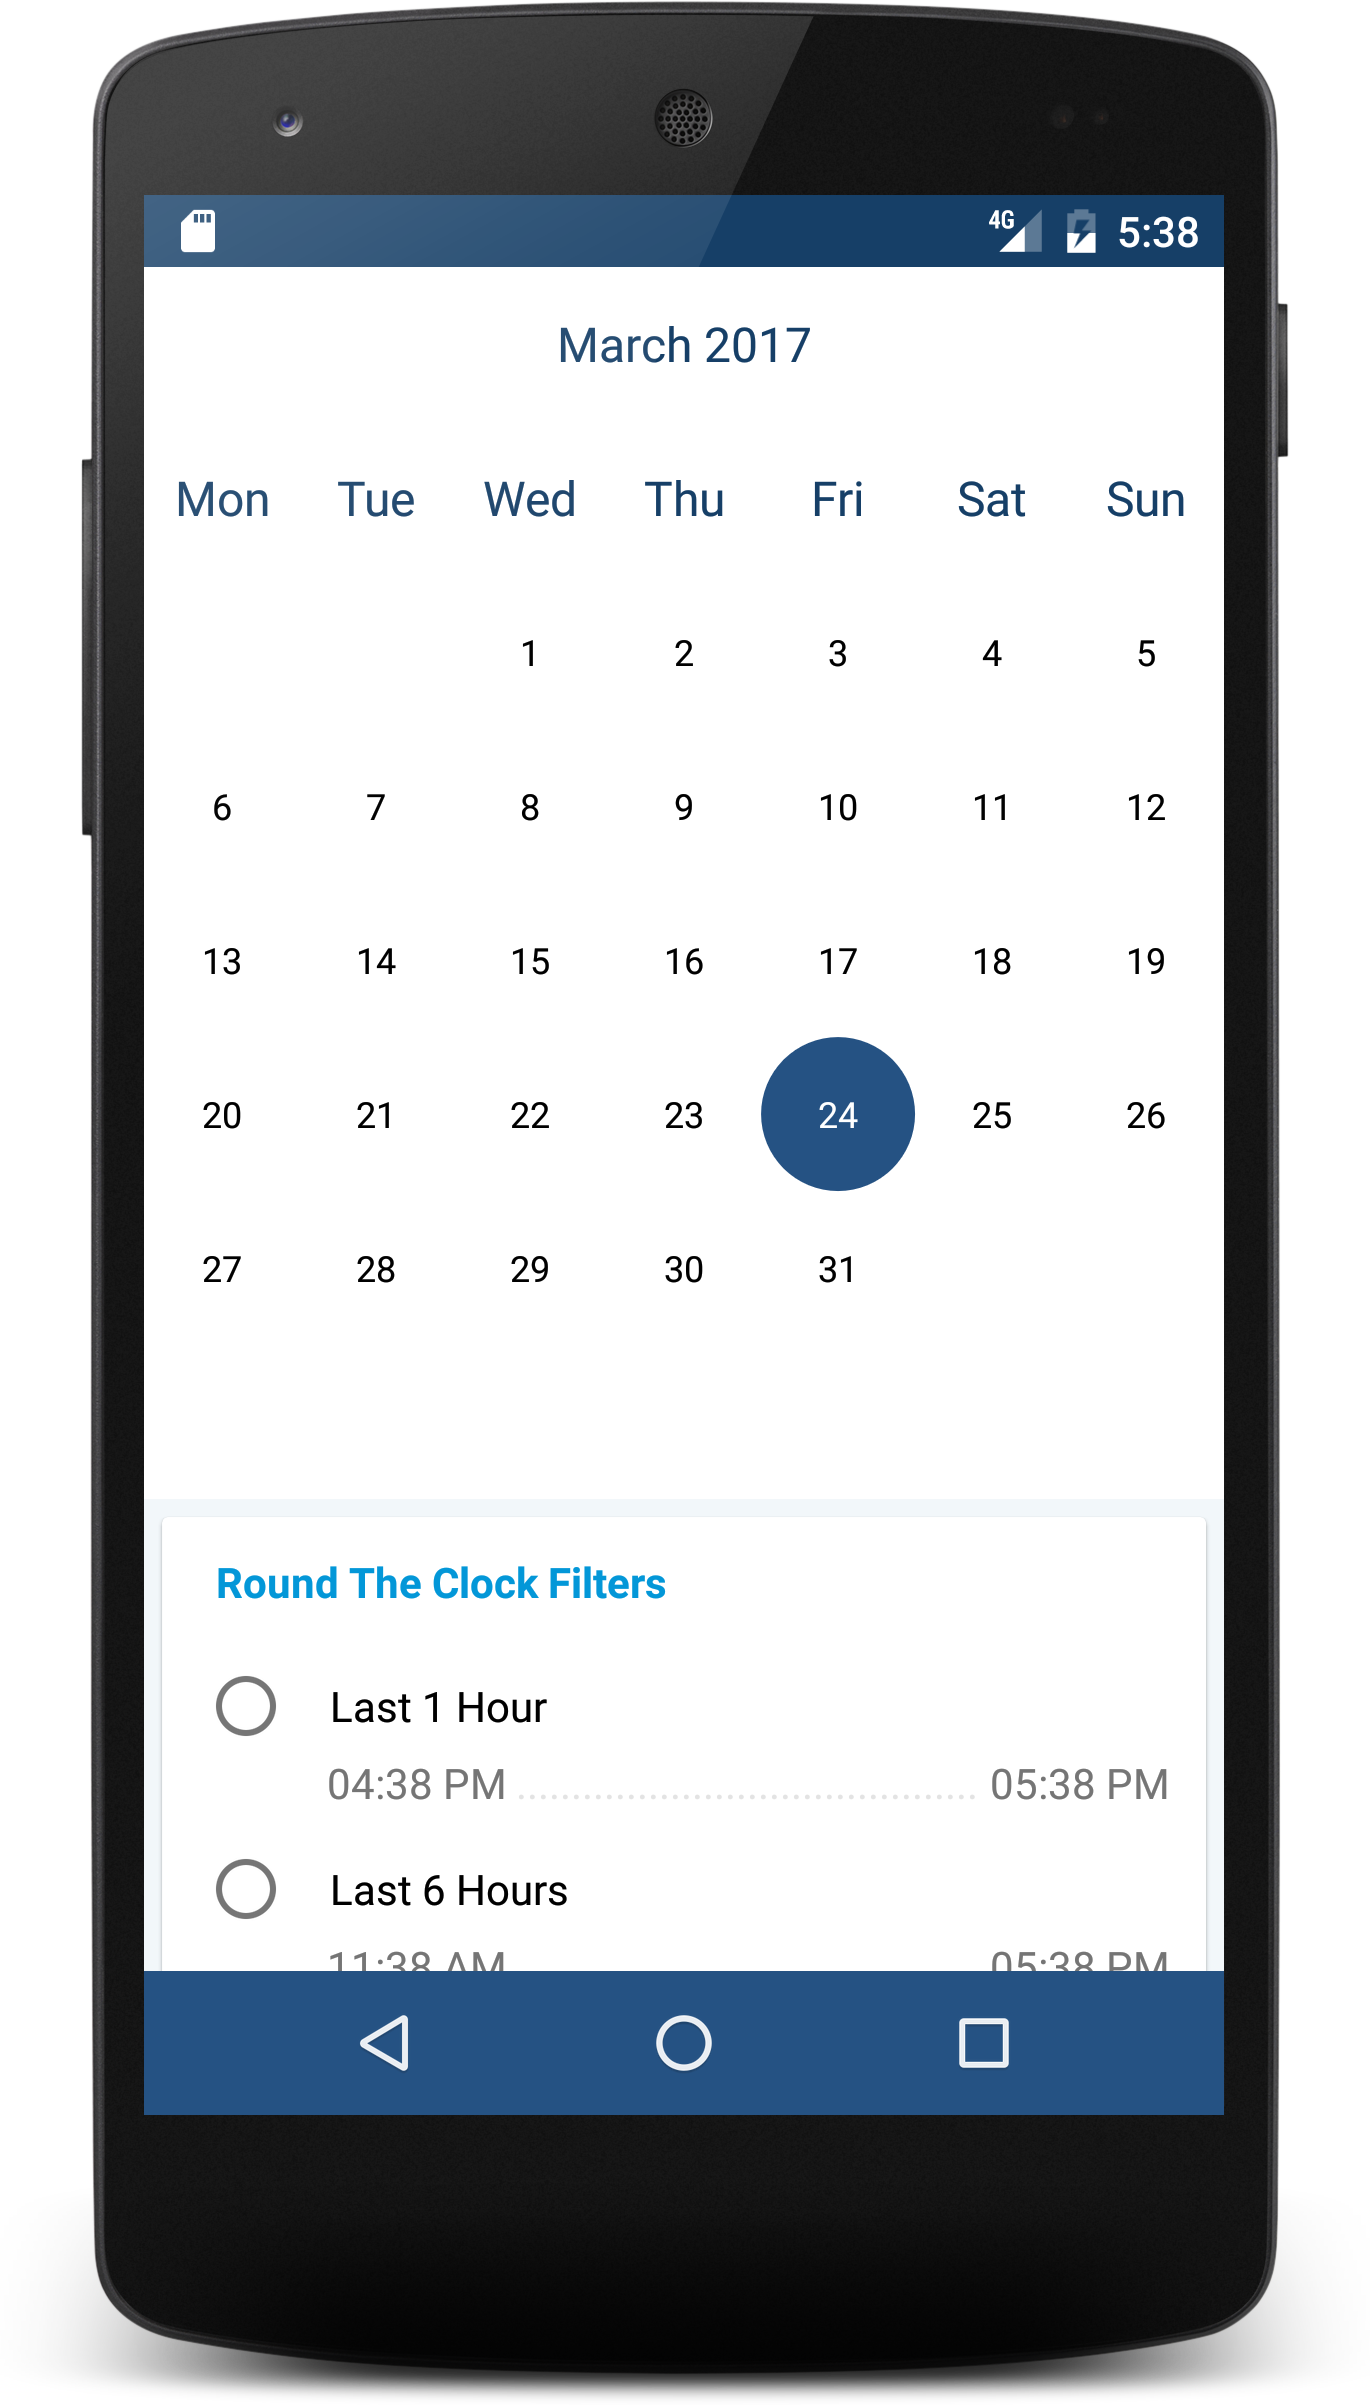 4G 5:38
March 2017
Mon Tue Wed Thu Fri Sat Sun
1 2 3 4 5
6 7 8 9 10 11 12
13 14 15 16 17 18 19
20 21 22 23 24 25 26
27 28 29 30 31
Round The Clock Filters
Last 1 Hour
04:38 PM 05:38 PM
Last 6 Hours
11:38 AM 05:38 PM